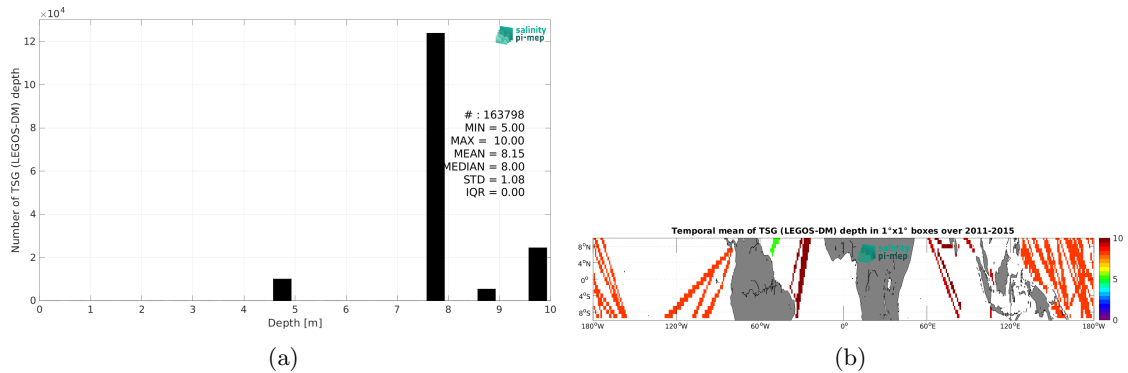 ×10⁴
12
10
8
6
4
2
0
Number of TSG (LEGOS-DM) depth
salinity
pi-mep
# : 163798
MIN = 5.00
MAX = 10.00
MEAN = 8.15
MEDIAN = 8.00
STD = 1.08
IQR = 0.00
0 1 2 3 4 5 6 7 8 9 10
Depth [m]
(a)
Temporal mean of TSG (LEGOS-DM) depth in 1°x1° boxes over 2011-2015
8°N
4°N
0°
4°S
8°S
salinity
pi-mep
180°W 120°W 60°W 0° 60°E 120°E 180°W
10
5
0
(b)